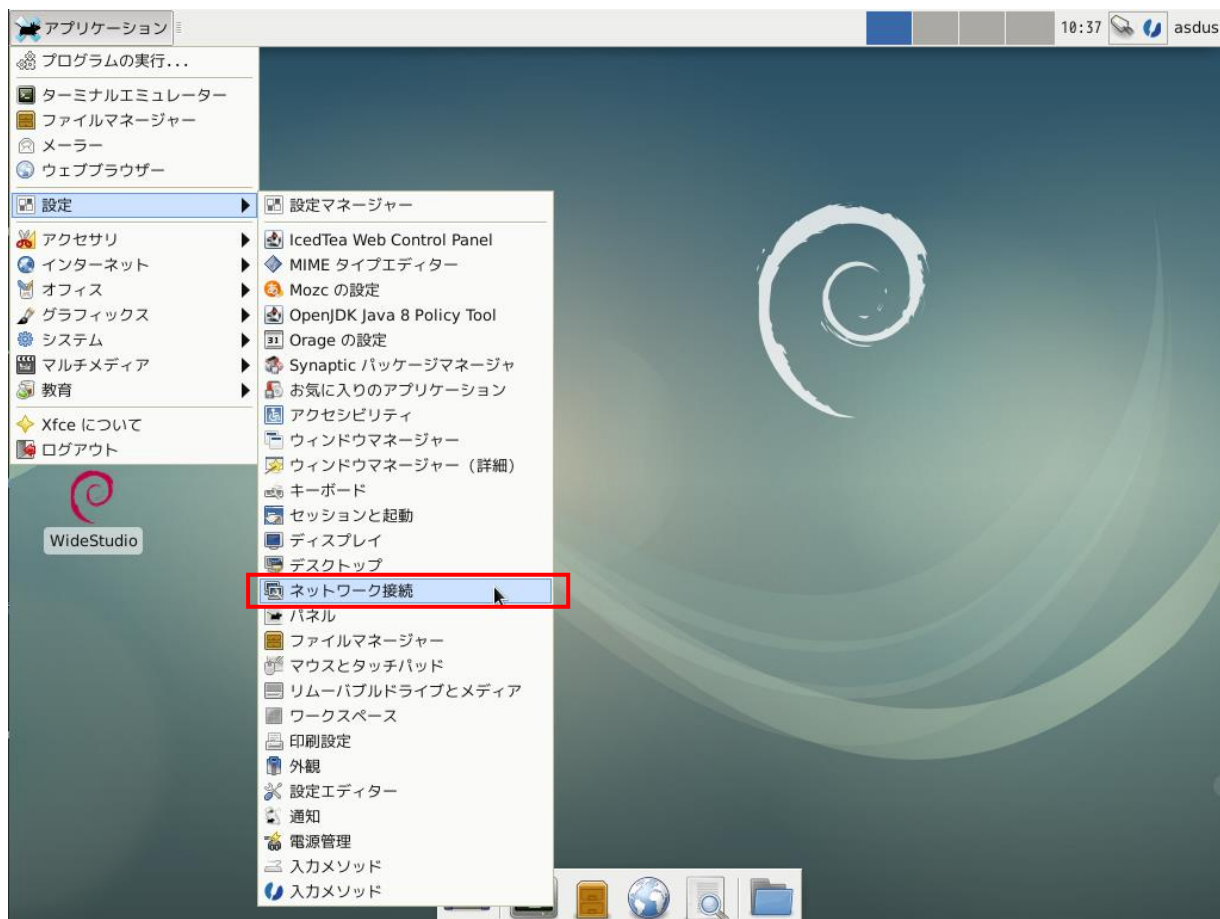 アプリケーション
10:37
asdus
プログラムの実行...
ターミナルエミュレーター
ファイルマネージャー
メーラー
ウェブブラウザー
設定
アクセサリ
インターネット
オフィス
グラフィックス
システム
マルチメディア
教育
Xfce について
ログアウト
設定マネージャー
IcedTea Web Control Panel
MIME タイプエディター
Mozc の設定
OpenJDK Java 8 Policy Tool
Orage の設定
Synaptic パッケージマネージャ
お気に入りのアプリケーション
アクセシビリティ
ウィンドウマネージャー
ウィンドウマネージャー（詳細）
キーボード
セッションと起動
ディスプレイ
デスクトップ
ネットワーク接続
パネル
ファイルマネージャー
マウスとタッチパッド
リムーバブルドライブとメディア
ワークスペース
印刷設定
外観
設定エディター
通知
電源管理
入力メソッド
入力メソッド
WideStudio